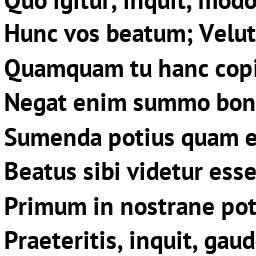 Quo igitur, inquit, modo
Hunc vos beatum; Velut
Quamquam tu hanc copi
Negat enim summo bon
Sumenda potius quam e
Beatus sibi videtur esse
Primum in nostrane pot
Praeteritis, inquit, gaud